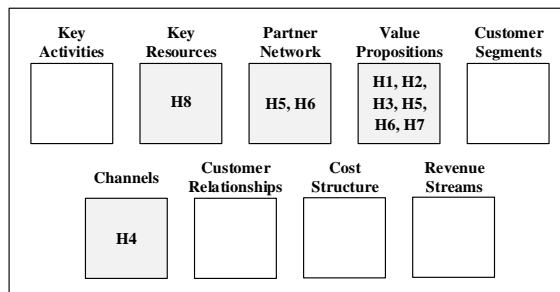 Key
Activities
Key
Resources
Partner
Network
Value
Propositions
Customer
Segments
H8
H5, H6
H1, H2,
H3, H5,
H6, H7
Channels
Customer
Relationships
Cost
Structure
Revenue
Streams
H4